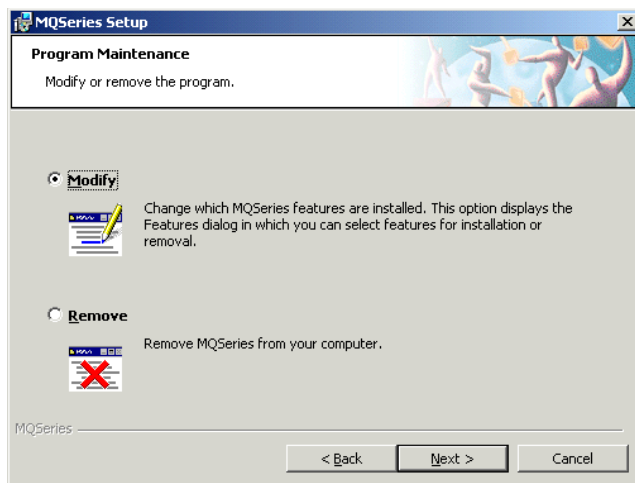 MQSeries Setup
Program Maintenance
Modify or remove the program.
Modify
Change which MQSeries features are installed. This option displays the
Features dialog in which you can select features for installation or
removal.
Remove
Remove MQSeries from your computer.
MQSeries
< Back
Next >
Cancel